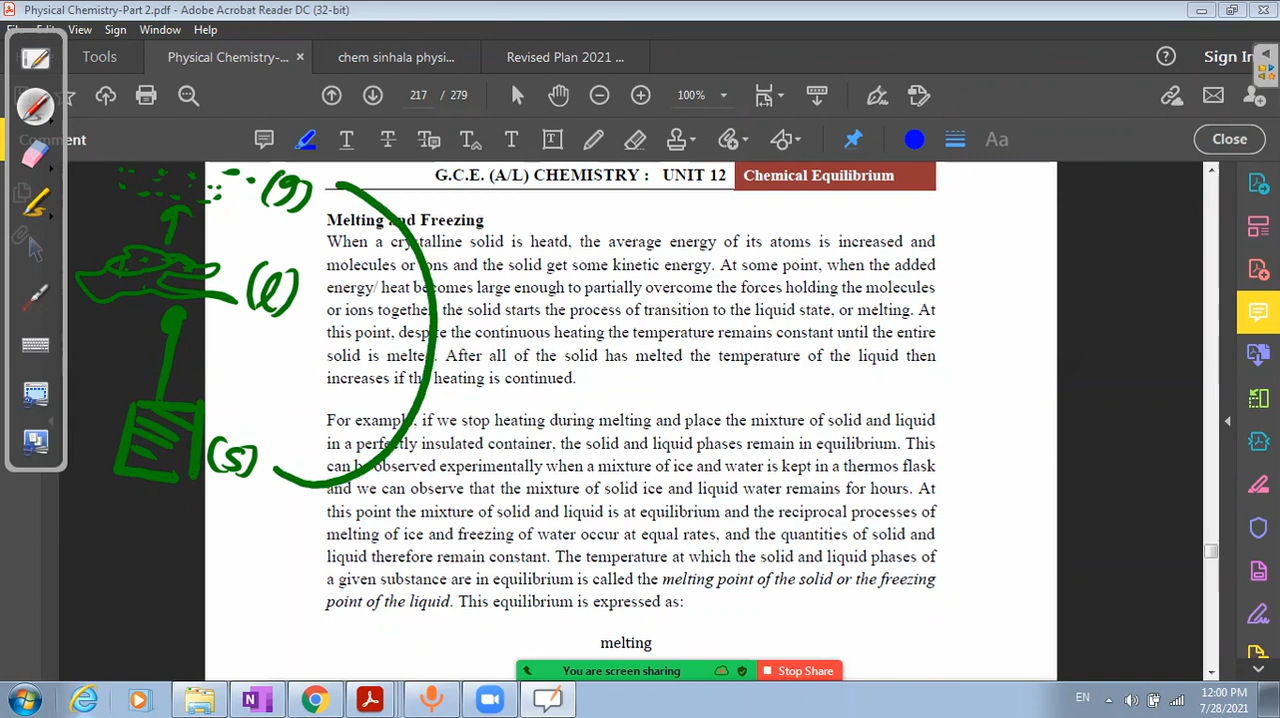 Physical Chemistry-Part 2.pdf - Adobe Acrobat Reader DC (32-bit)
View Sign Window Help
Tools Physical Chemistry-... × chem sinhala physi... Revised Plan 2021 ... Sign In
217 / 279 100%
Comment Close
G.C.E. (A/L) CHEMISTRY : UNIT 12 Chemical Equilibrium
(g)
(l)
(s)
Melting and Freezing
When a crystalline solid is heatd, the average energy of its atoms is increased and
molecules or ions and the solid get some kinetic energy. At some point, when the added
energy/ heat becomes large enough to partially overcome the forces holding the molecules
or ions together, the solid starts the process of transition to the liquid state, or melting. At
this point, despite the continuous heating the temperature remains constant until the entire
solid is melted. After all of the solid has melted the temperature of the liquid then
increases if the heating is continued.
For example, if we stop heating during melting and place the mixture of solid and liquid
in a perfectly insulated container, the solid and liquid phases remain in equilibrium. This
can be observed experimentally when a mixture of ice and water is kept in a thermos flask
and we can observe that the mixture of solid ice and liquid water remains for hours. At
this point the mixture of solid and liquid is at equilibrium and the reciprocal processes of
melting of ice and freezing of water occur at equal rates, and the quantities of solid and
liquid therefore remain constant. The temperature at which the solid and liquid phases of
a given substance are in equilibrium is called the melting point of the solid or the freezing
point of the liquid. This equilibrium is expressed as:
melting
You are screen sharing Stop Share
EN 12:00 PM
7/28/2021